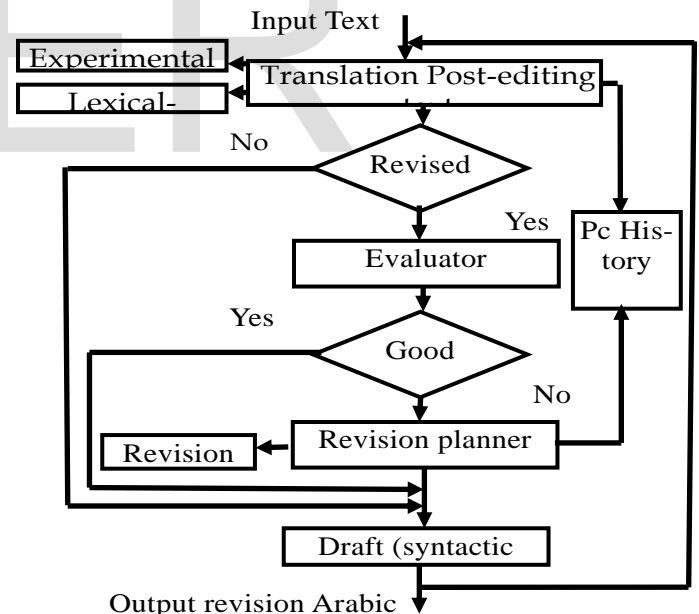 Input Text
Experimental
Translation Post-editing
Lexical-
No
Revised
Yes
Pc His-
tory
Evaluator
Yes
Good
No
Revision planner
Revision
Draft (syntactic
Output revision Arabic
ER